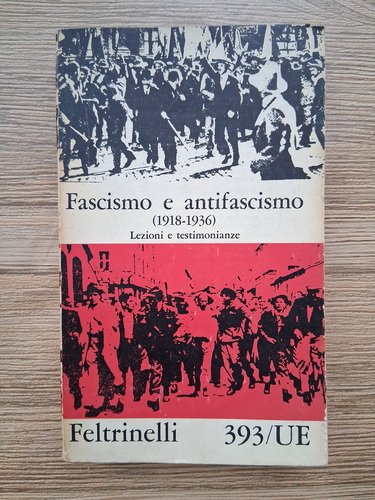 Fascismo e antifascismo
(1918-1936)
Lezioni e testimonianze
Feltrinelli 393/UE